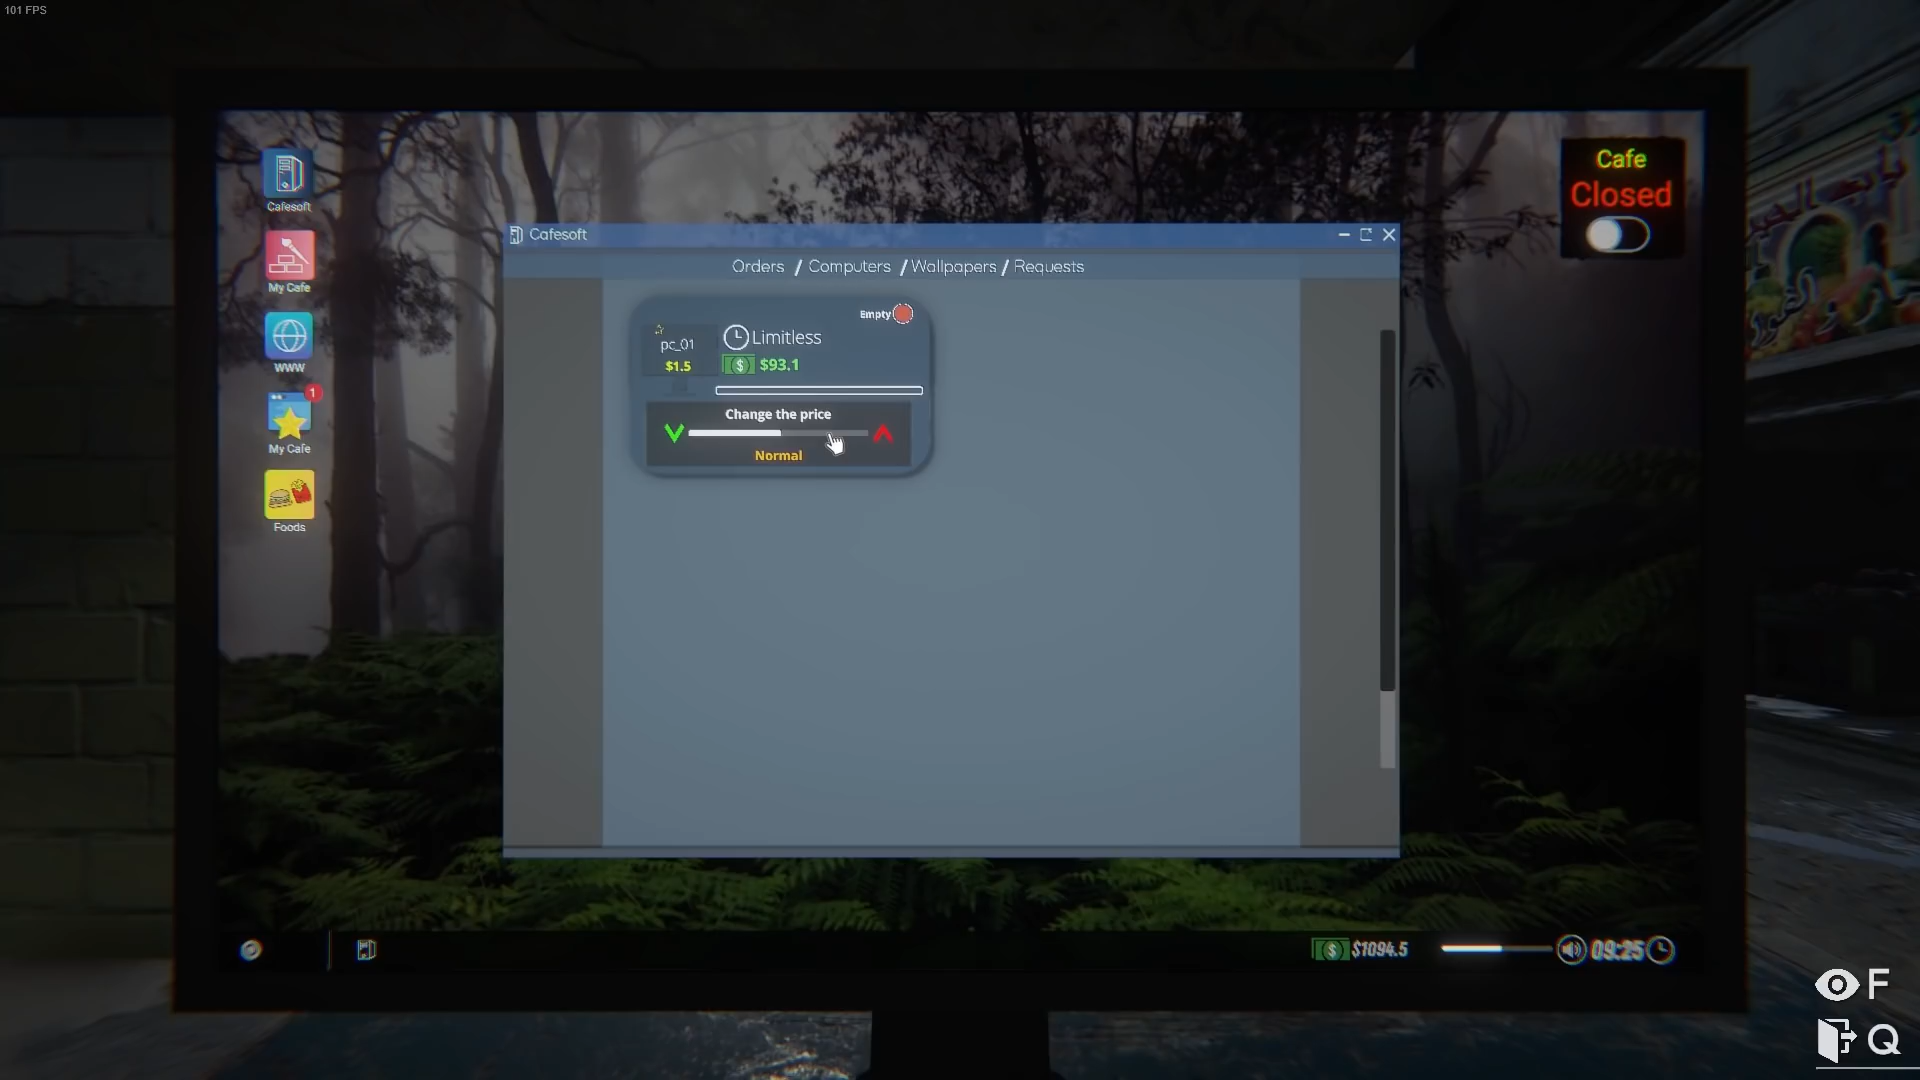 101 FPS
Cafe
Closed
Cafesoft
My Cafe
WWW
1
My Cafe
Foods
Cafesoft
Orders / Computers / Wallpapers / Requests
Empty
pc_01
Limitless
$1.5
$93.1
Change the price
Normal
$1094.5
09:25
F
Q